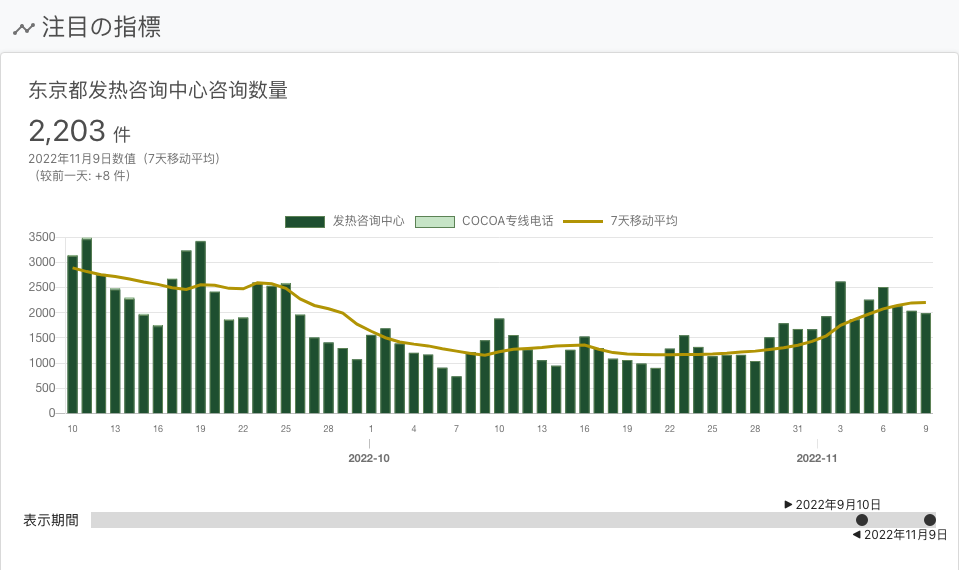 注目の指標
东京都发热咨询中心咨询数量
2,203 件
2022年11月9日数值（7天移动平均）
（较前一天: +8 件）
发热咨询中心 COCOA专线电话 7天移动平均
3500
3000
2500
2000
1500
1000
500
0
10 13 16 19 22 25 28 1 4 7 10 13 16 19 22 25 28 31 3 6 9
2022-10 2022-11
▶ 2022年9月10日
表示期間
◀ 2022年11月9日